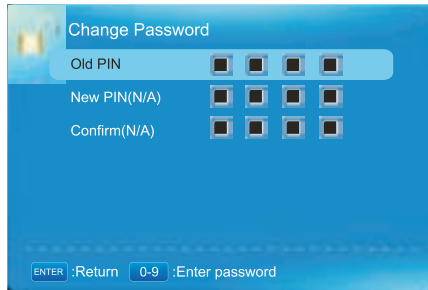 Change Password
Old PIN
New PIN(N/A)
Confirm(N/A)
ENTER :Return 0-9 :Enter password